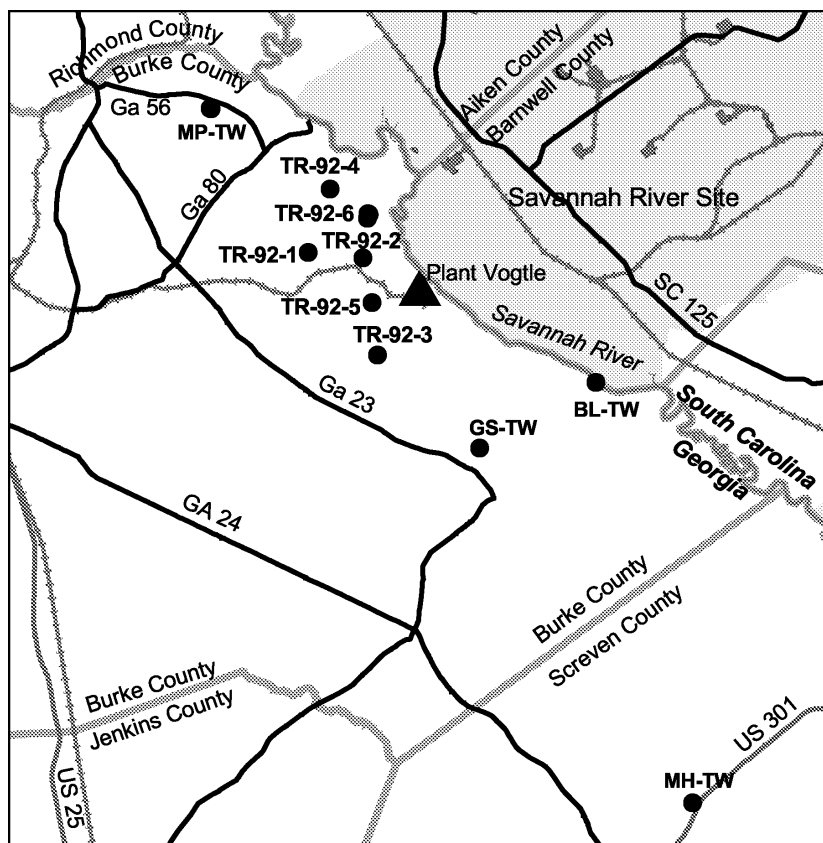 Richmond County
Burke County
Ga 56
MP-TW
Aiken County
Barnwell County
TR-92-4
Ga 80
TR-92-6
Savannah River Site
TR-92-1
TR-92-2
Plant Vogtle
TR-92-5
SC 125
TR-92-3
Savannah River
Ga 23
BL-TW
South Carolina
GS-TW
Georgia
GA 24
Burke County
Screven County
Burke County
Jenkins County
US 301
US 25
MH-TW